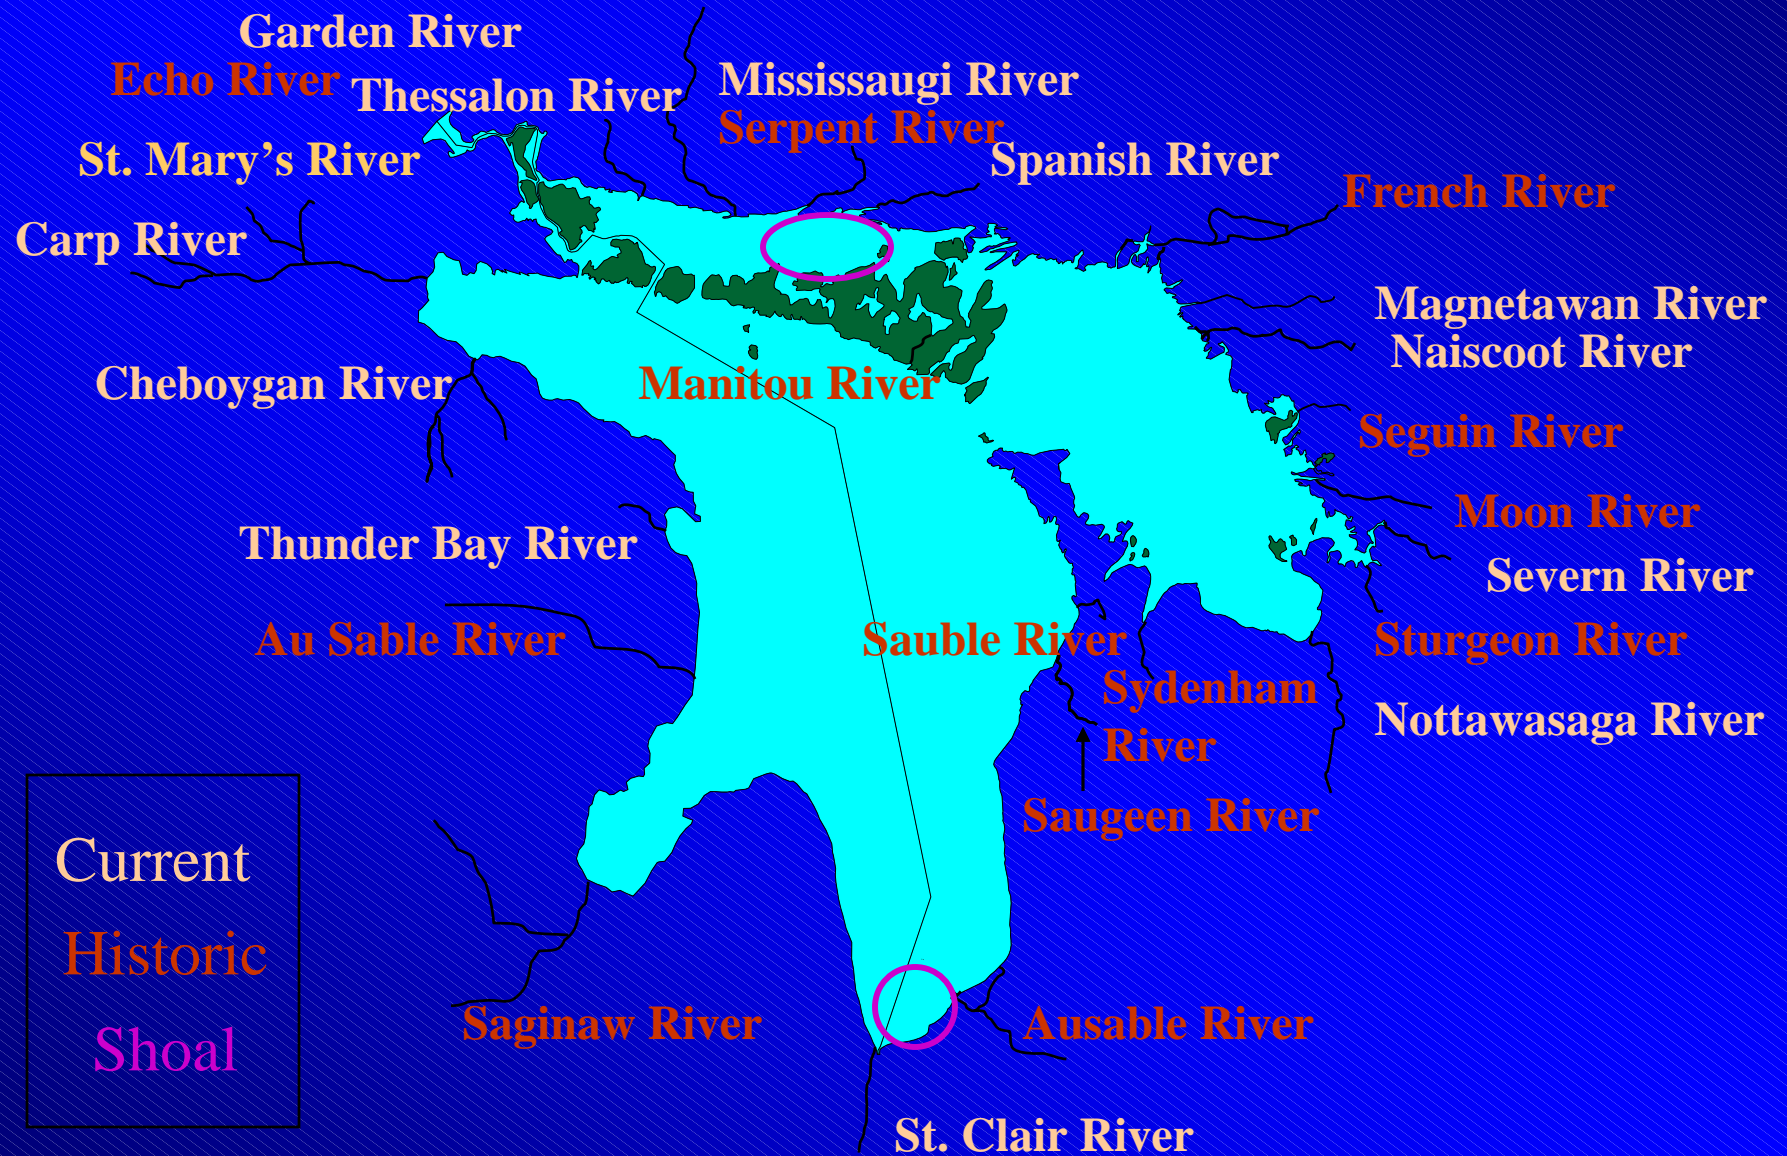 Garden River
Echo River
Thessalon River
Mississaugi River
Serpent River
St. Mary’s River
Spanish River
French River
Carp River
Magnetawan River
Naiscoot River
Cheboygan River
Manitou River
Seguin River
Moon River
Thunder Bay River
Severn River
Au Sable River
Sauble River
Sturgeon River
Sydenham
River
Nottawasaga River
Saugeen River
Current
Historic
Shoal
Saginaw River
Ausable River
St. Clair River